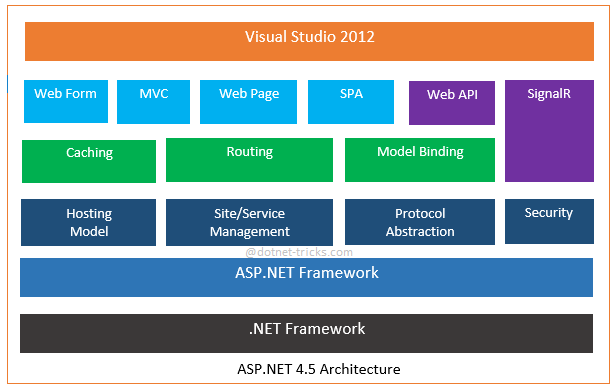 Visual Studio 2012
Web Form
MVC
Web Page
SPA
Web API
SignalR
Caching
Routing
Model Binding
Hosting
Model
Site/Service
Management
Protocol
Abstraction
Security
@dotnet-tricks.com
ASP.NET Framework
.NET Framework
ASP.NET 4.5 Architecture